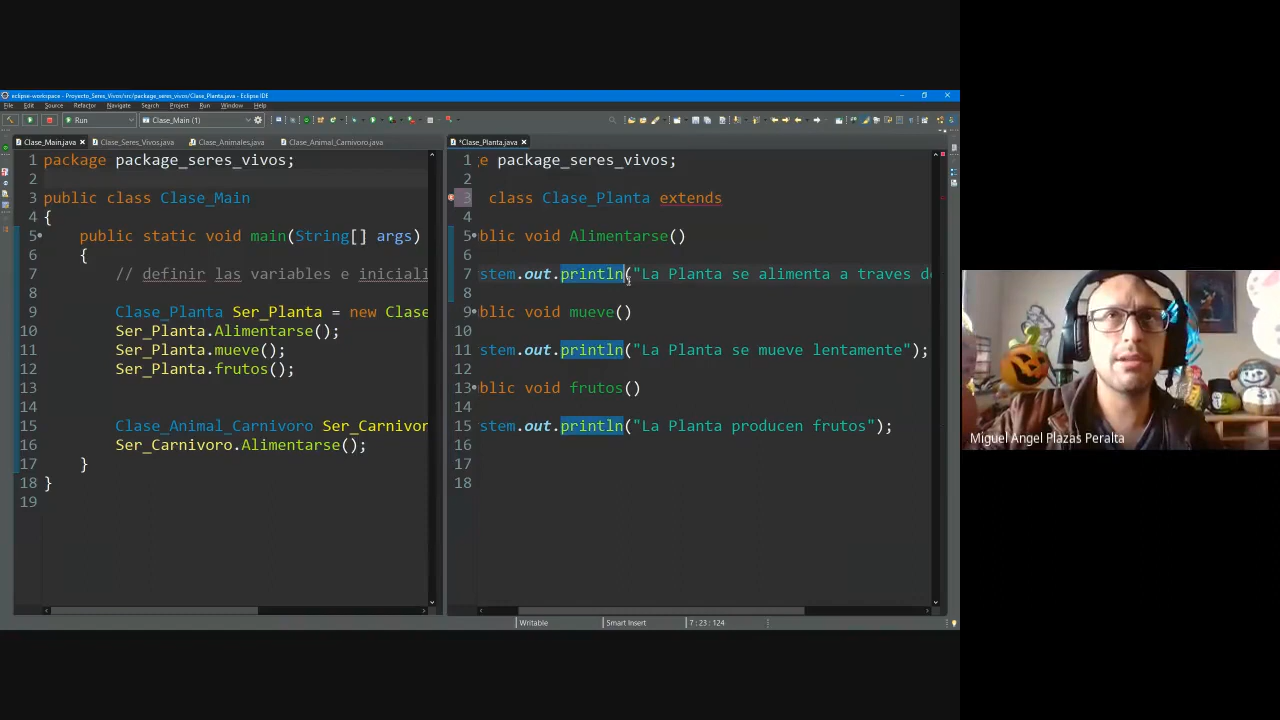 eclipse-workspace - Proyecto_Seres_Vivos/src/package_seres_vivos/Clase_Planta.java - Eclipse IDE
File Edit Source Refactor Navigate Search Project Run Window Help
Run Clase_Main (1)
Clase_Main.java Clase_Seres_Vivos.java Clase_Animales.java Clase_Animal_Carnivoro.java
1 package package_seres_vivos;
2
3 public class Clase_Main
4 {
5 public static void main(String[] args)
6 {
7 // definir las variables e iniciali
8
9 Clase_Planta Ser_Planta = new Clase
10 Ser_Planta.Alimentarse();
11 Ser_Planta.mueve();
12 Ser_Planta.frutos();
13
14
15 Clase_Animal_Carnivoro Ser_Carnivor
16 Ser_Carnivoro.Alimentarse();
17 }
18 }
19
*Clase_Planta.java
1 e package_seres_vivos;
2
3 class Clase_Planta extends
4
5 blic void Alimentarse()
6
7 stem.out.println("La Planta se alimenta a traves de
8
9 blic void mueve()
10
11 stem.out.println("La Planta se mueve lentamente");
12
13 blic void frutos()
14
15 stem.out.println("La Planta producen frutos");
16
17
18
Writable Smart Insert 7 : 23 : 124
Miguel Angel Plazas Peralta